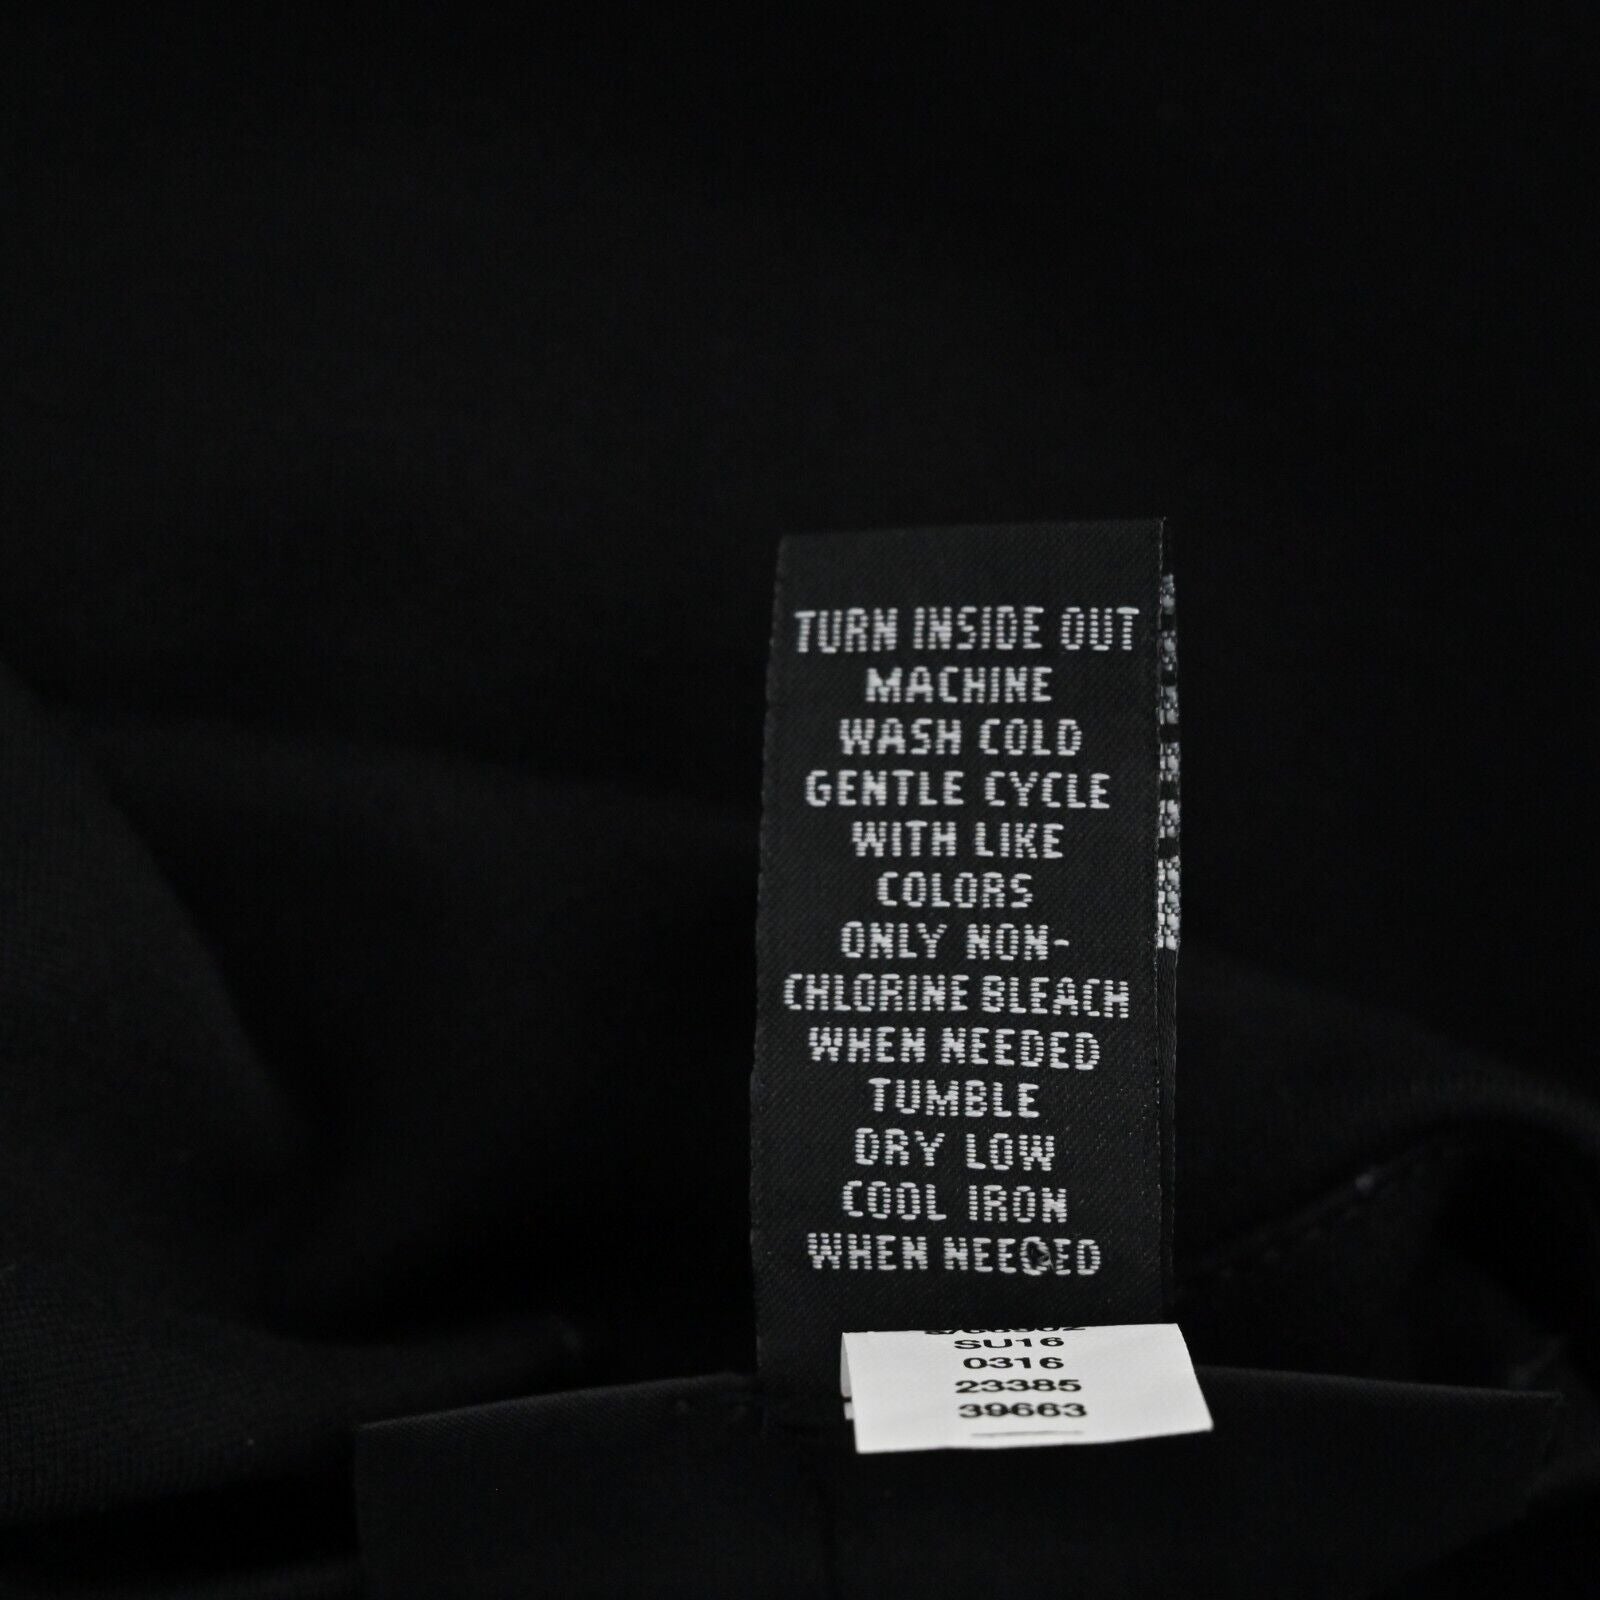 TURN INSIDE OUT
MACHINE
WASH COLD
GENTLE CYCLE
WITH LIKE
COLORS
ONLY NON-
CHLORINE BLEACH
WHEN NEEDED
TUMBLE
DRY LOW
COOL IRON
WHEN NEEDED
SU16
0316
23385
39663